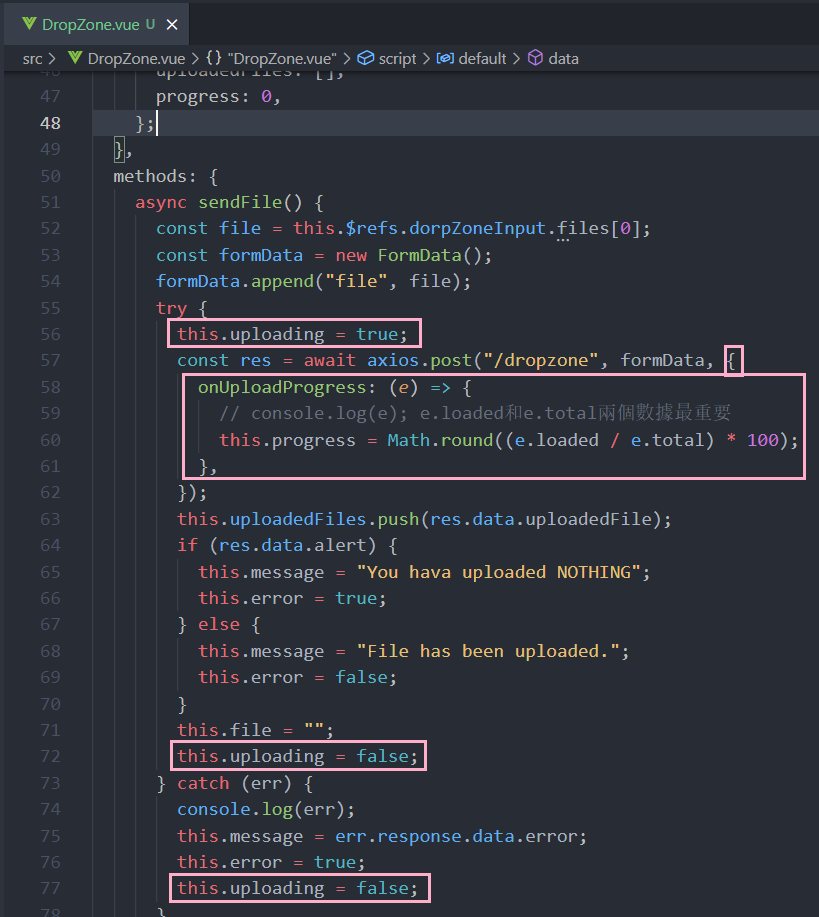 DropZone.vue U
src > DropZone.vue > {} "DropZone.vue" > script > default > data
46 uploadedFiles: [],
47 progress: 0,
48 };
49 },
50 methods: {
51 async sendFile() {
52 const file = this.$refs.dorpZoneInput.files[0];
53 const formData = new FormData();
54 formData.append("file", file);
55 try {
56 this.uploading = true;
57 const res = await axios.post("/dropzone", formData, {
58 onUploadProgress: (e) => {
59 // console.log(e); e.loaded和e.total兩個數據最重要
60 this.progress = Math.round((e.loaded / e.total) * 100);
61 },
62 });
63 this.uploadedFiles.push(res.data.uploadedFile);
64 if (res.data.alert) {
65 this.message = "You hava uploaded NOTHING";
66 this.error = true;
67 } else {
68 this.message = "File has been uploaded.";
69 this.error = false;
70 }
71 this.file = "";
72 this.uploading = false;
73 } catch (err) {
74 console.log(err);
75 this.message = err.response.data.error;
76 this.error = true;
77 this.uploading = false;
78 }